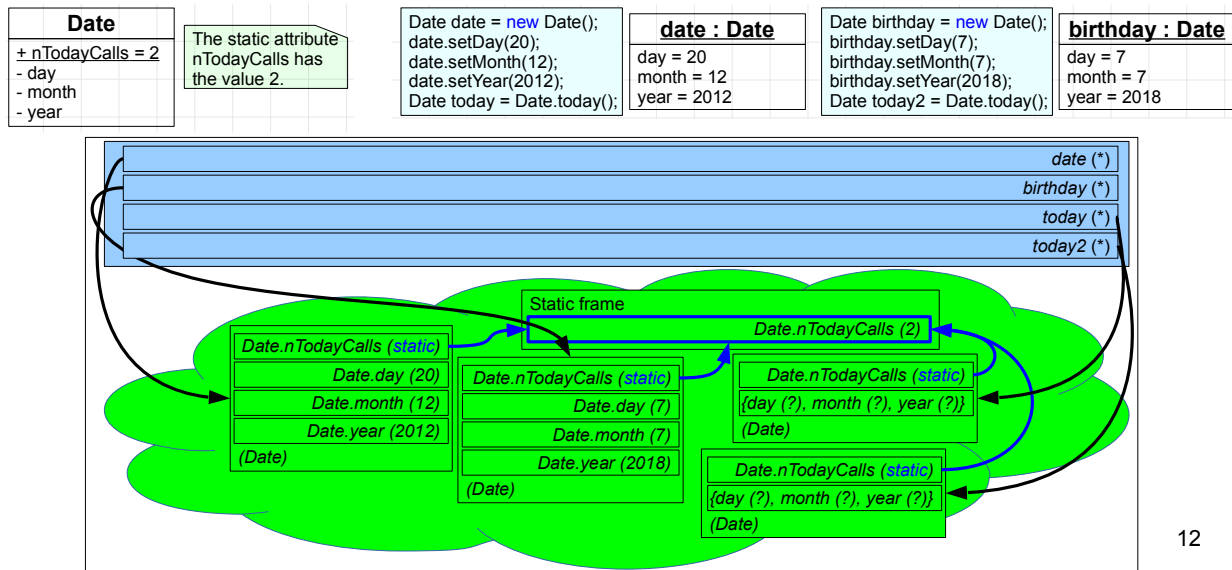 Date
+ nTodayCalls = 2
- day
- month
- year
The static attribute
nTodayCalls has
the value 2.
Date date = new Date();
date.setDay(20);
date.setMonth(12);
date.setYear(2012);
Date today = Date.today();
date : Date
day = 20
month = 12
year = 2012
Date birthday = new Date();
birthday.setDay(7);
birthday.setMonth(7);
birthday.setYear(2018);
Date today2 = Date.today();
birthday : Date
day = 7
month = 7
year = 2018
date (*)
birthday (*)
today (*)
today2 (*)
Static frame
Date.nTodayCalls (2)
Date.nTodayCalls (static)
Date.day (20)
Date.month (12)
Date.year (2012)
(Date)
Date.nTodayCalls (static)
Date.day (7)
Date.month (7)
Date.year (2018)
(Date)
Date.nTodayCalls (static)
{day (?), month (?), year (?)}
(Date)
Date.nTodayCalls (static)
{day (?), month (?), year (?)}
(Date)
12